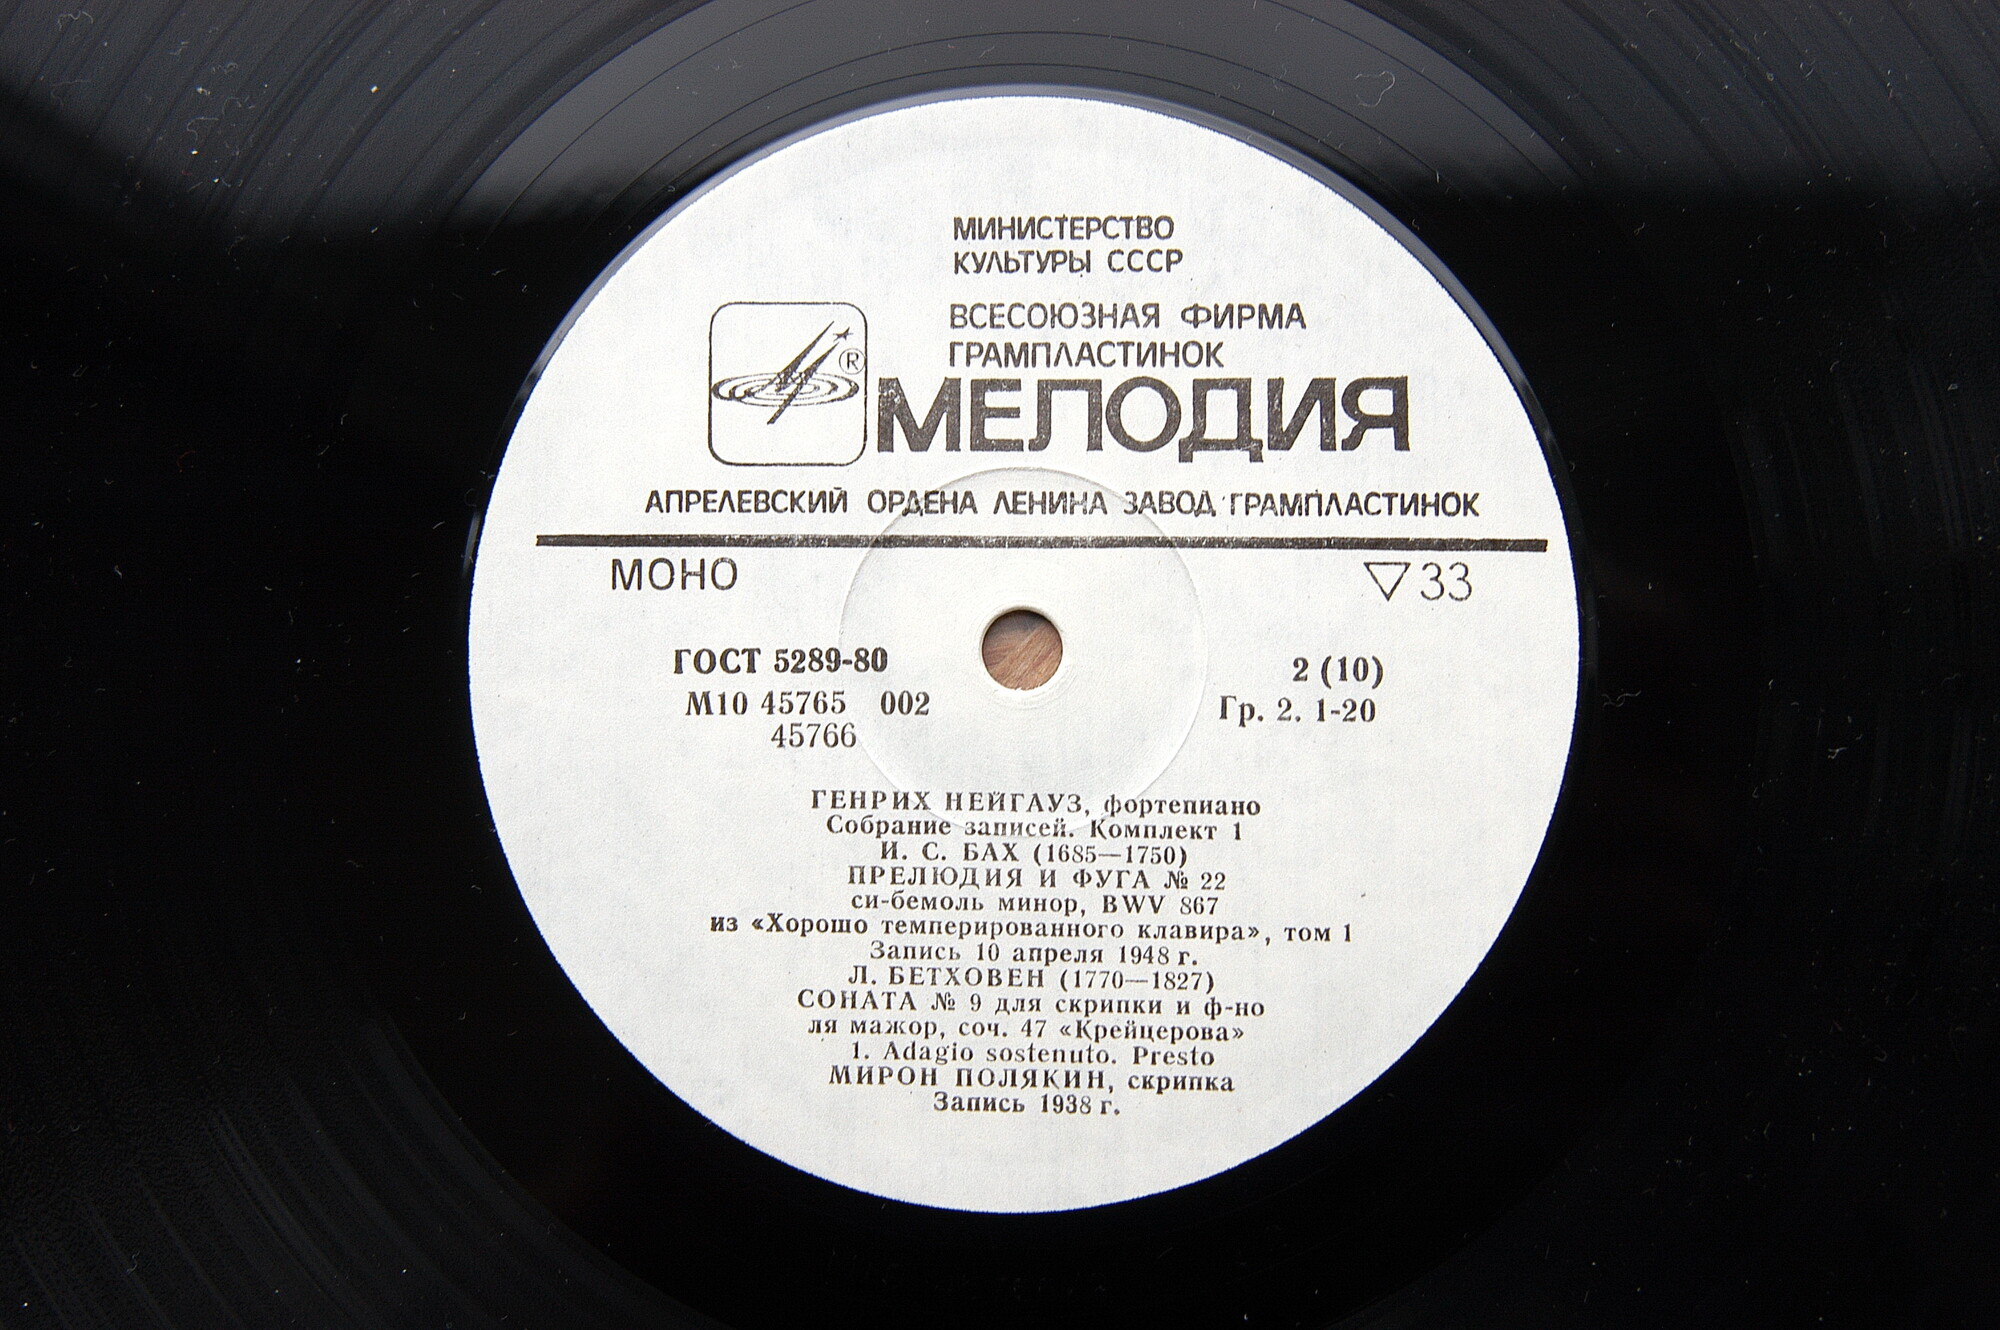 МИНИСТЕРСТВО
КУЛЬТУРЫ СССР
ВСЕСОЮЗНАЯ ФИРМА
ГРАМПЛАСТИНОК
®
МЕЛОДИЯ
АПРЕЛЕВСКИЙ ОРДЕНА ЛЕНИНА ЗАВОД ГРАМПЛАСТИНОК
МОНО ▽33
ГОСТ 5289-80 2 (10)
М10 45765 002 Гр. 2. 1-20
45766
ГЕНРИХ НЕЙГАУЗ, фортепиано
Собрание записей. Комплект 1
И. С. БАХ (1685—1750)
ПРЕЛЮДИЯ И ФУГА № 22
си-бемоль минор, BWV 867
из «Хорошо темперированного клавира», том 1
Запись 10 апреля 1948 г.
Л. БЕТХОВЕН (1770—1827)
СОНАТА № 9 для скрипки и ф-но
ля мажор, соч. 47 «Крейцерова»
1. Adagio sostenuto. Presto
МИРОН ПОЛЯКИН, скрипка
Запись 1938 г.